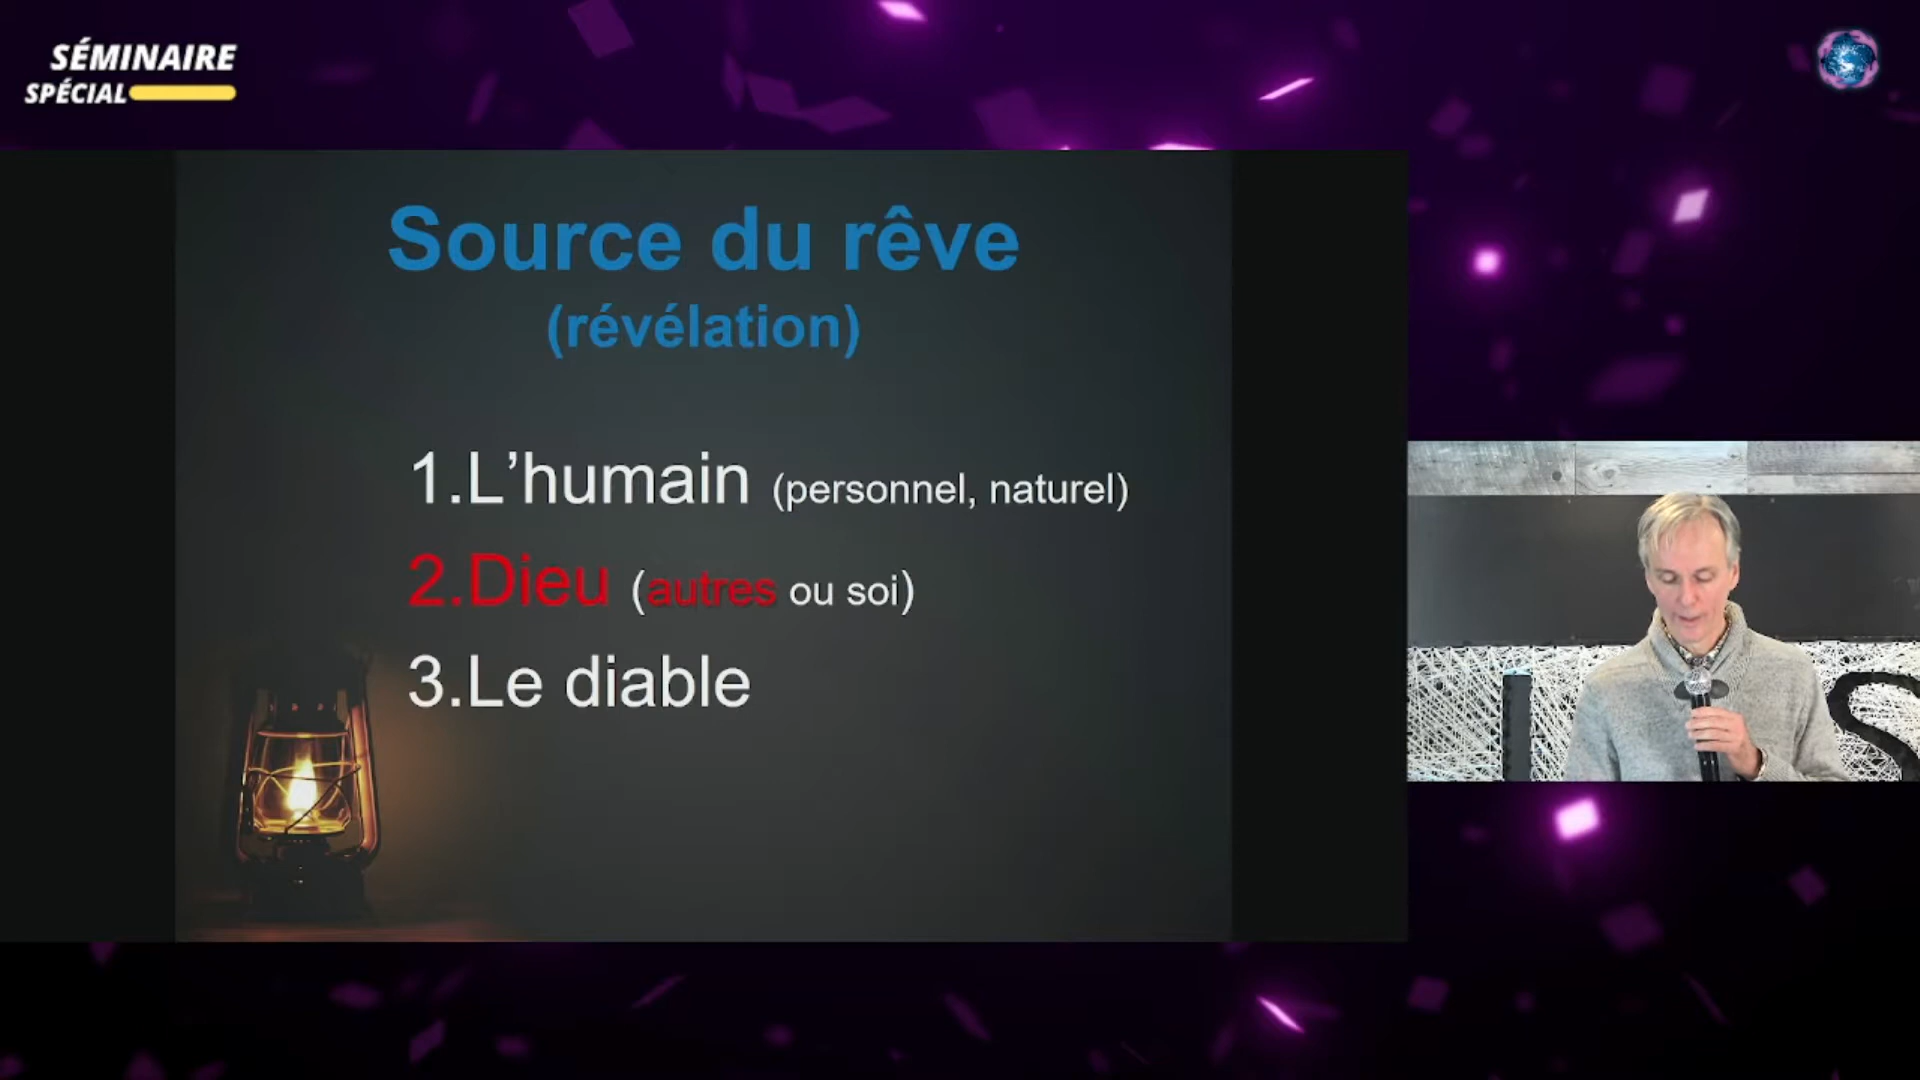 SÉMINAIRE
SPÉCIAL
Source du rêve
(révélation)
1.L’humain (personnel, naturel)
2.Dieu (autres ou soi)
3.Le diable